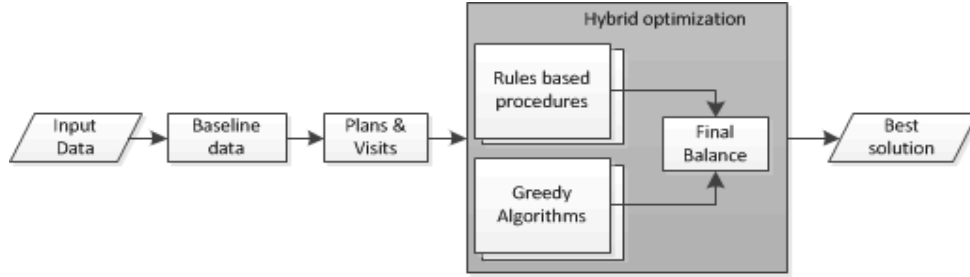 Hybrid optimization
Input
Data
Baseline
data
Plans &
Visits
Rules based
procedures
Greedy
Algorithms
Final
Balance
Best
solution